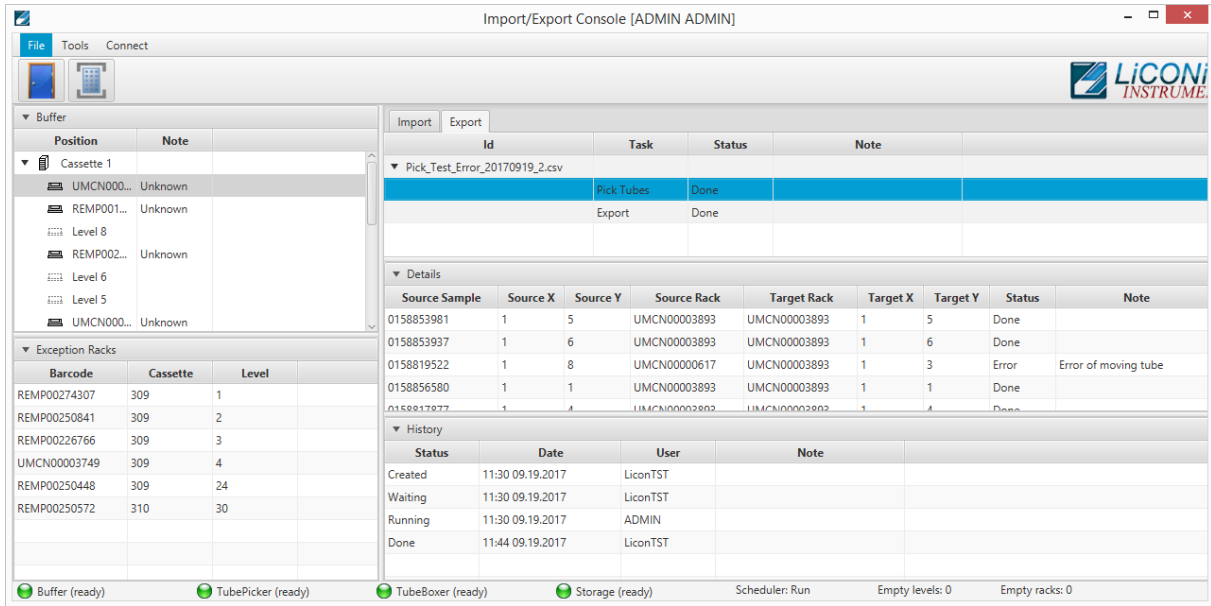 Import/Export Console [ADMIN ADMIN]
File Tools Connect
LiCONi
INSTRUME
Buffer
Position Note
Cassette 1
UMCN000... Unknown
REMP001... Unknown
Level 8
REMP002... Unknown
Level 6
Level 5
UMCN000... Unknown
Exception Racks
Barcode Cassette Level
REMP00274307 309 1
REMP00250841 309 2
REMP00226766 309 3
UMCN00003749 309 4
REMP00250448 309 24
REMP00250572 310 30
Import Export
Id Task Status Note
Pick_Test_Error_20170919_2.csv
Pick Tubes Done
Export Done
Details
Source Sample Source X Source Y Source Rack Target Rack Target X Target Y Status Note
0158853981 1 5 UMCN00003893 UMCN00003893 1 5 Done
0158853937 1 6 UMCN00003893 UMCN00003893 1 6 Done
0158819522 1 8 UMCN00000617 UMCN00003893 1 3 Error Error of moving tube
0158856580 1 1 UMCN00003893 UMCN00003893 1 1 Done
0158817877 1 4 UMCN00003893 UMCN00003893 1 4 Done
History
Status Date User Note
Created 11:30 09.19.2017 LiconTST
Waiting 11:30 09.19.2017 LiconTST
Running 11:30 09.19.2017 ADMIN
Done 11:44 09.19.2017 LiconTST
Buffer (ready) TubePicker (ready) TubeBoxer (ready) Storage (ready) Scheduler: Run Empty levels: 0 Empty racks: 0